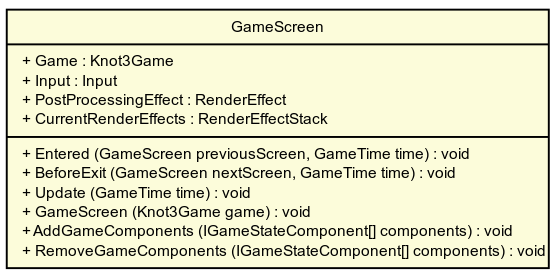 GameScreen
+ Game : Knot3Game
+ Input : Input
+ PostProcessingEffect : RenderEffect
+ CurrentRenderEffects : RenderEffectStack
+ Entered (GameScreen previousScreen, GameTime time) : void
+ BeforeExit (GameScreen nextScreen, GameTime time) : void
+ Update (GameTime time) : void
+ GameScreen (Knot3Game game) : void
+ AddGameComponents (IGameStateComponent[] components) : void
+ RemoveGameComponents (IGameStateComponent[] components) : void